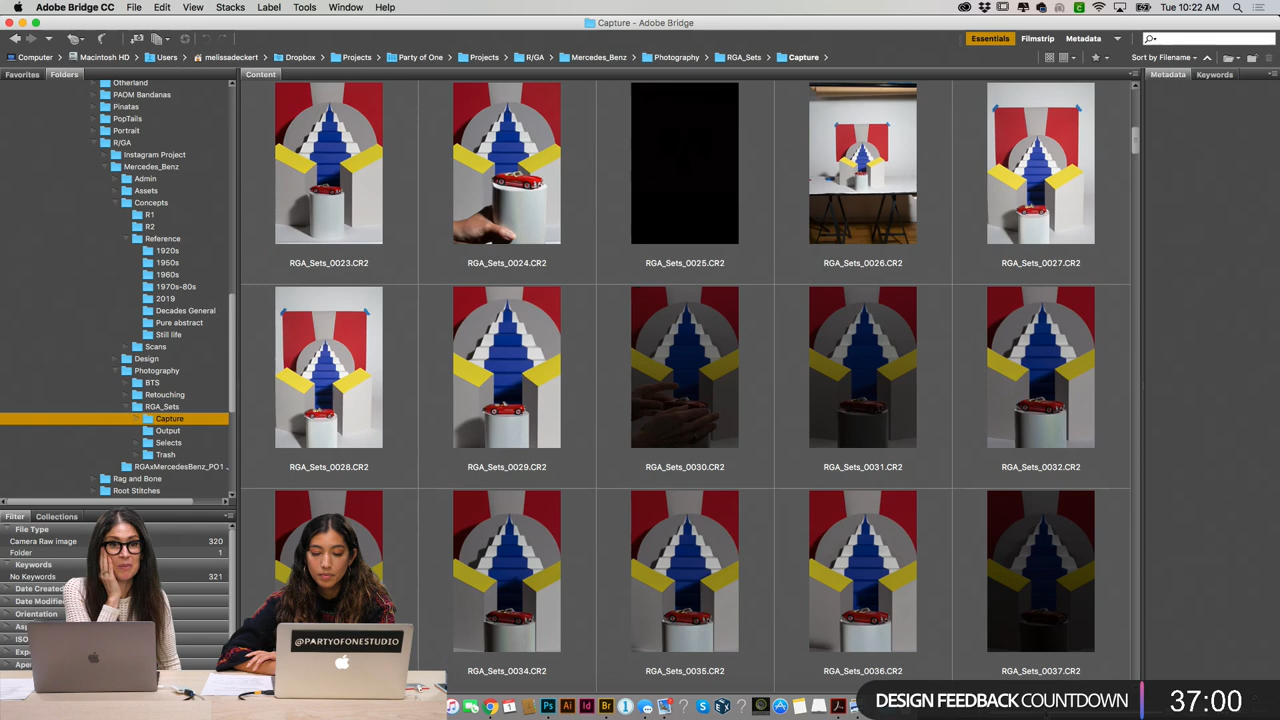 Adobe Bridge CC File Edit View Stacks Label Tools Window Help Tue 10:22 AM
Capture - Adobe Bridge
Essentials Filmstrip Metadata
Computer Macintosh HD Users melissadeckert Dropbox Projects Party of One Projects R/GA Mercedes_Benz Photography RGA_Sets Capture Sort by Filename
Favorites Folders Content Metadata Keywords
Otherland
PAOM Bandanas
Pinatas
PopTails
Portrait
R/GA
Instagram Project
Mercedes_Benz
Admin
Assets
Concepts
R1
R2
Reference
1920s
1950s
1960s
1970s-80s
2019
Decades General
Pure abstract
Still life
Scans
Design
Photography
BTS
Retouching
RGA_Sets
Capture
Output
Selects
Trash
RGAxMercedesBenz_PO1
Rag and Bone
Root Stitches
RGA_Sets_0023.CR2 RGA_Sets_0024.CR2 RGA_Sets_0025.CR2 RGA_Sets_0026.CR2 RGA_Sets_0027.CR2
RGA_Sets_0028.CR2 RGA_Sets_0029.CR2 RGA_Sets_0030.CR2 RGA_Sets_0031.CR2 RGA_Sets_0032.CR2
RGA_Sets_0034.CR2 RGA_Sets_0035.CR2 RGA_Sets_0036.CR2 RGA_Sets_0037.CR2
Filter Collections
File Type
Camera Raw image 320
Folder 1
Keywords
No Keywords 321
Date Created
Date Modified
Orientation
ISO
@PARTYOFONESTUDIO
DESIGN FEEDBACK COUNTDOWN 37:00